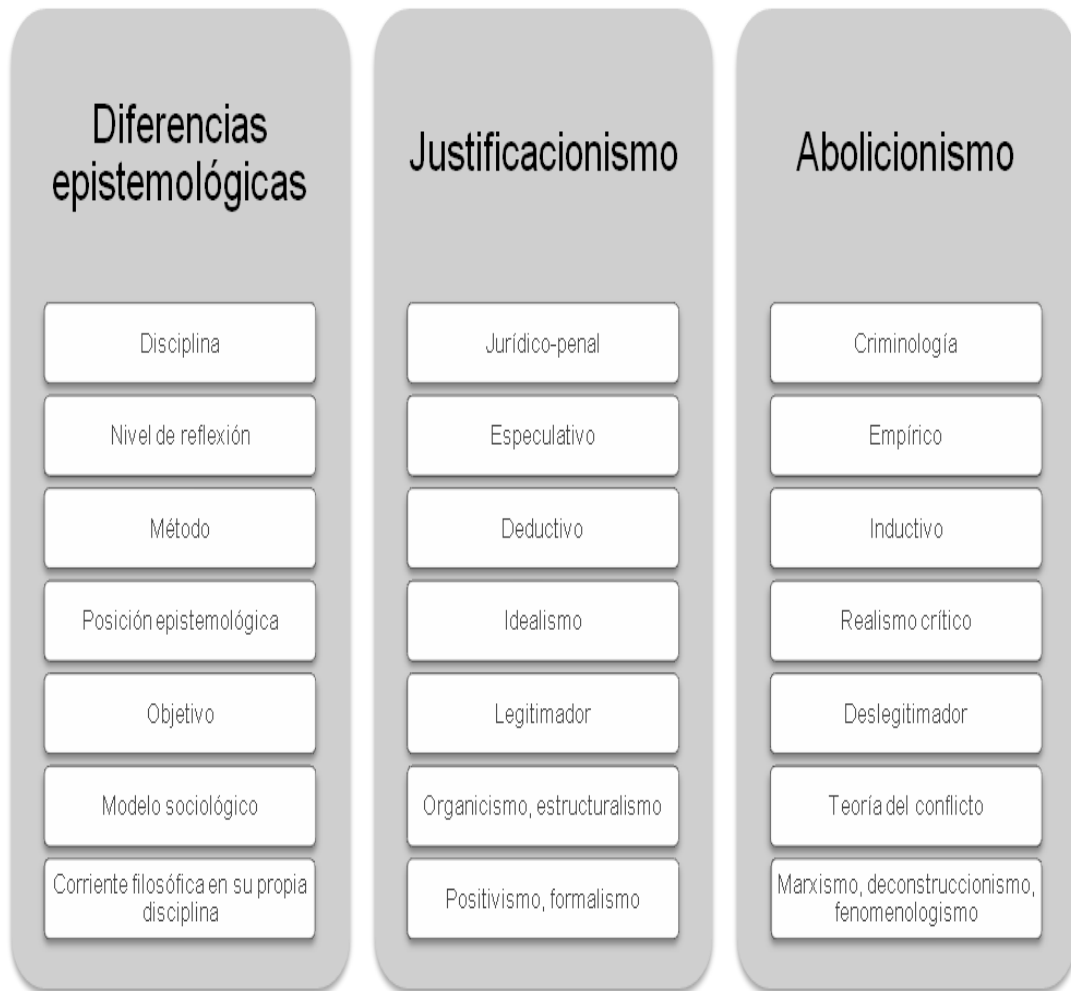 Diferencias
epistemológicas
Disciplina
Nivel de reflexión
Método
Posición epistemológica
Objetivo
Modelo sociológico
Corriente filosófica en su propia
disciplina
Justificacionismo
Jurídico-penal
Especulativo
Deductivo
Idealismo
Legitimador
Organicismo, estructuralismo
Positivismo, formalismo
Abolicionismo
Criminología
Empírico
Inductivo
Realismo crítico
Deslegitimador
Teoría del conflicto
Marxismo, deconstruccionismo,
fenomenologismo